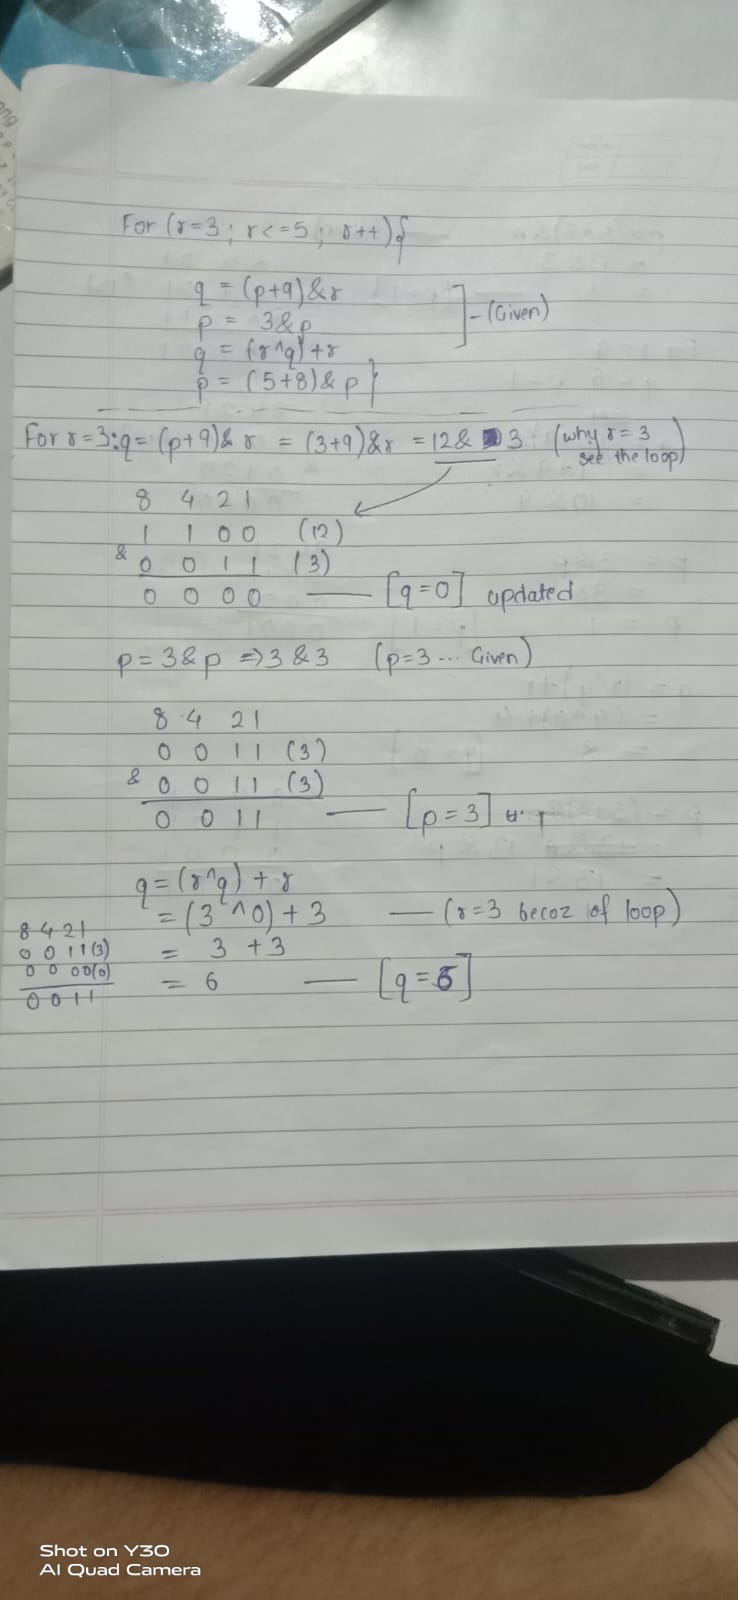 For (r=3; r<=5; r++){
q = (p+9)&r
p = 3&p
q = (r^q)+r
p = (5+8)&p}
]-(Given)
For r=3:q= (p+9)& r = (3+9)&r = 12& 3 (why r=3 see the loop)
8 4 2 1
1 1 0 0 (12)
& 0 0 1 1 (3)
0 0 0 0 — [q=0] updated
p = 3&p => 3&3 (p=3... Given)
8 4 2 1
0 0 1 1 (3)
& 0 0 1 1 (3)
0 0 1 1 — [p=3]
q = (r^q) + r
= (3^0) + 3 — (r=3 becoz of loop)
= 3 + 3
= 6 — [q=6]
8 4 2 1
0 0 1 1(3)
0 0 0 0(0)
0 0 1 1
Shot on Y30
AI Quad Camera